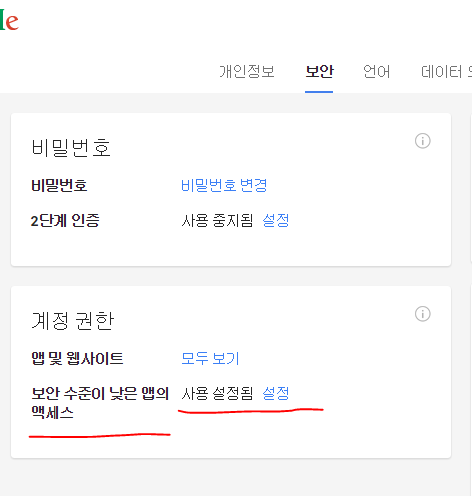 le
개인정보 보안 언어 데이터
비밀번호
비밀번호 비밀번호 변경
2단계 인증 사용 중지됨 설정
계정 권한
앱 및 웹사이트 모두 보기
보안 수준이 낮은 앱의 사용 설정됨 설정
액세스